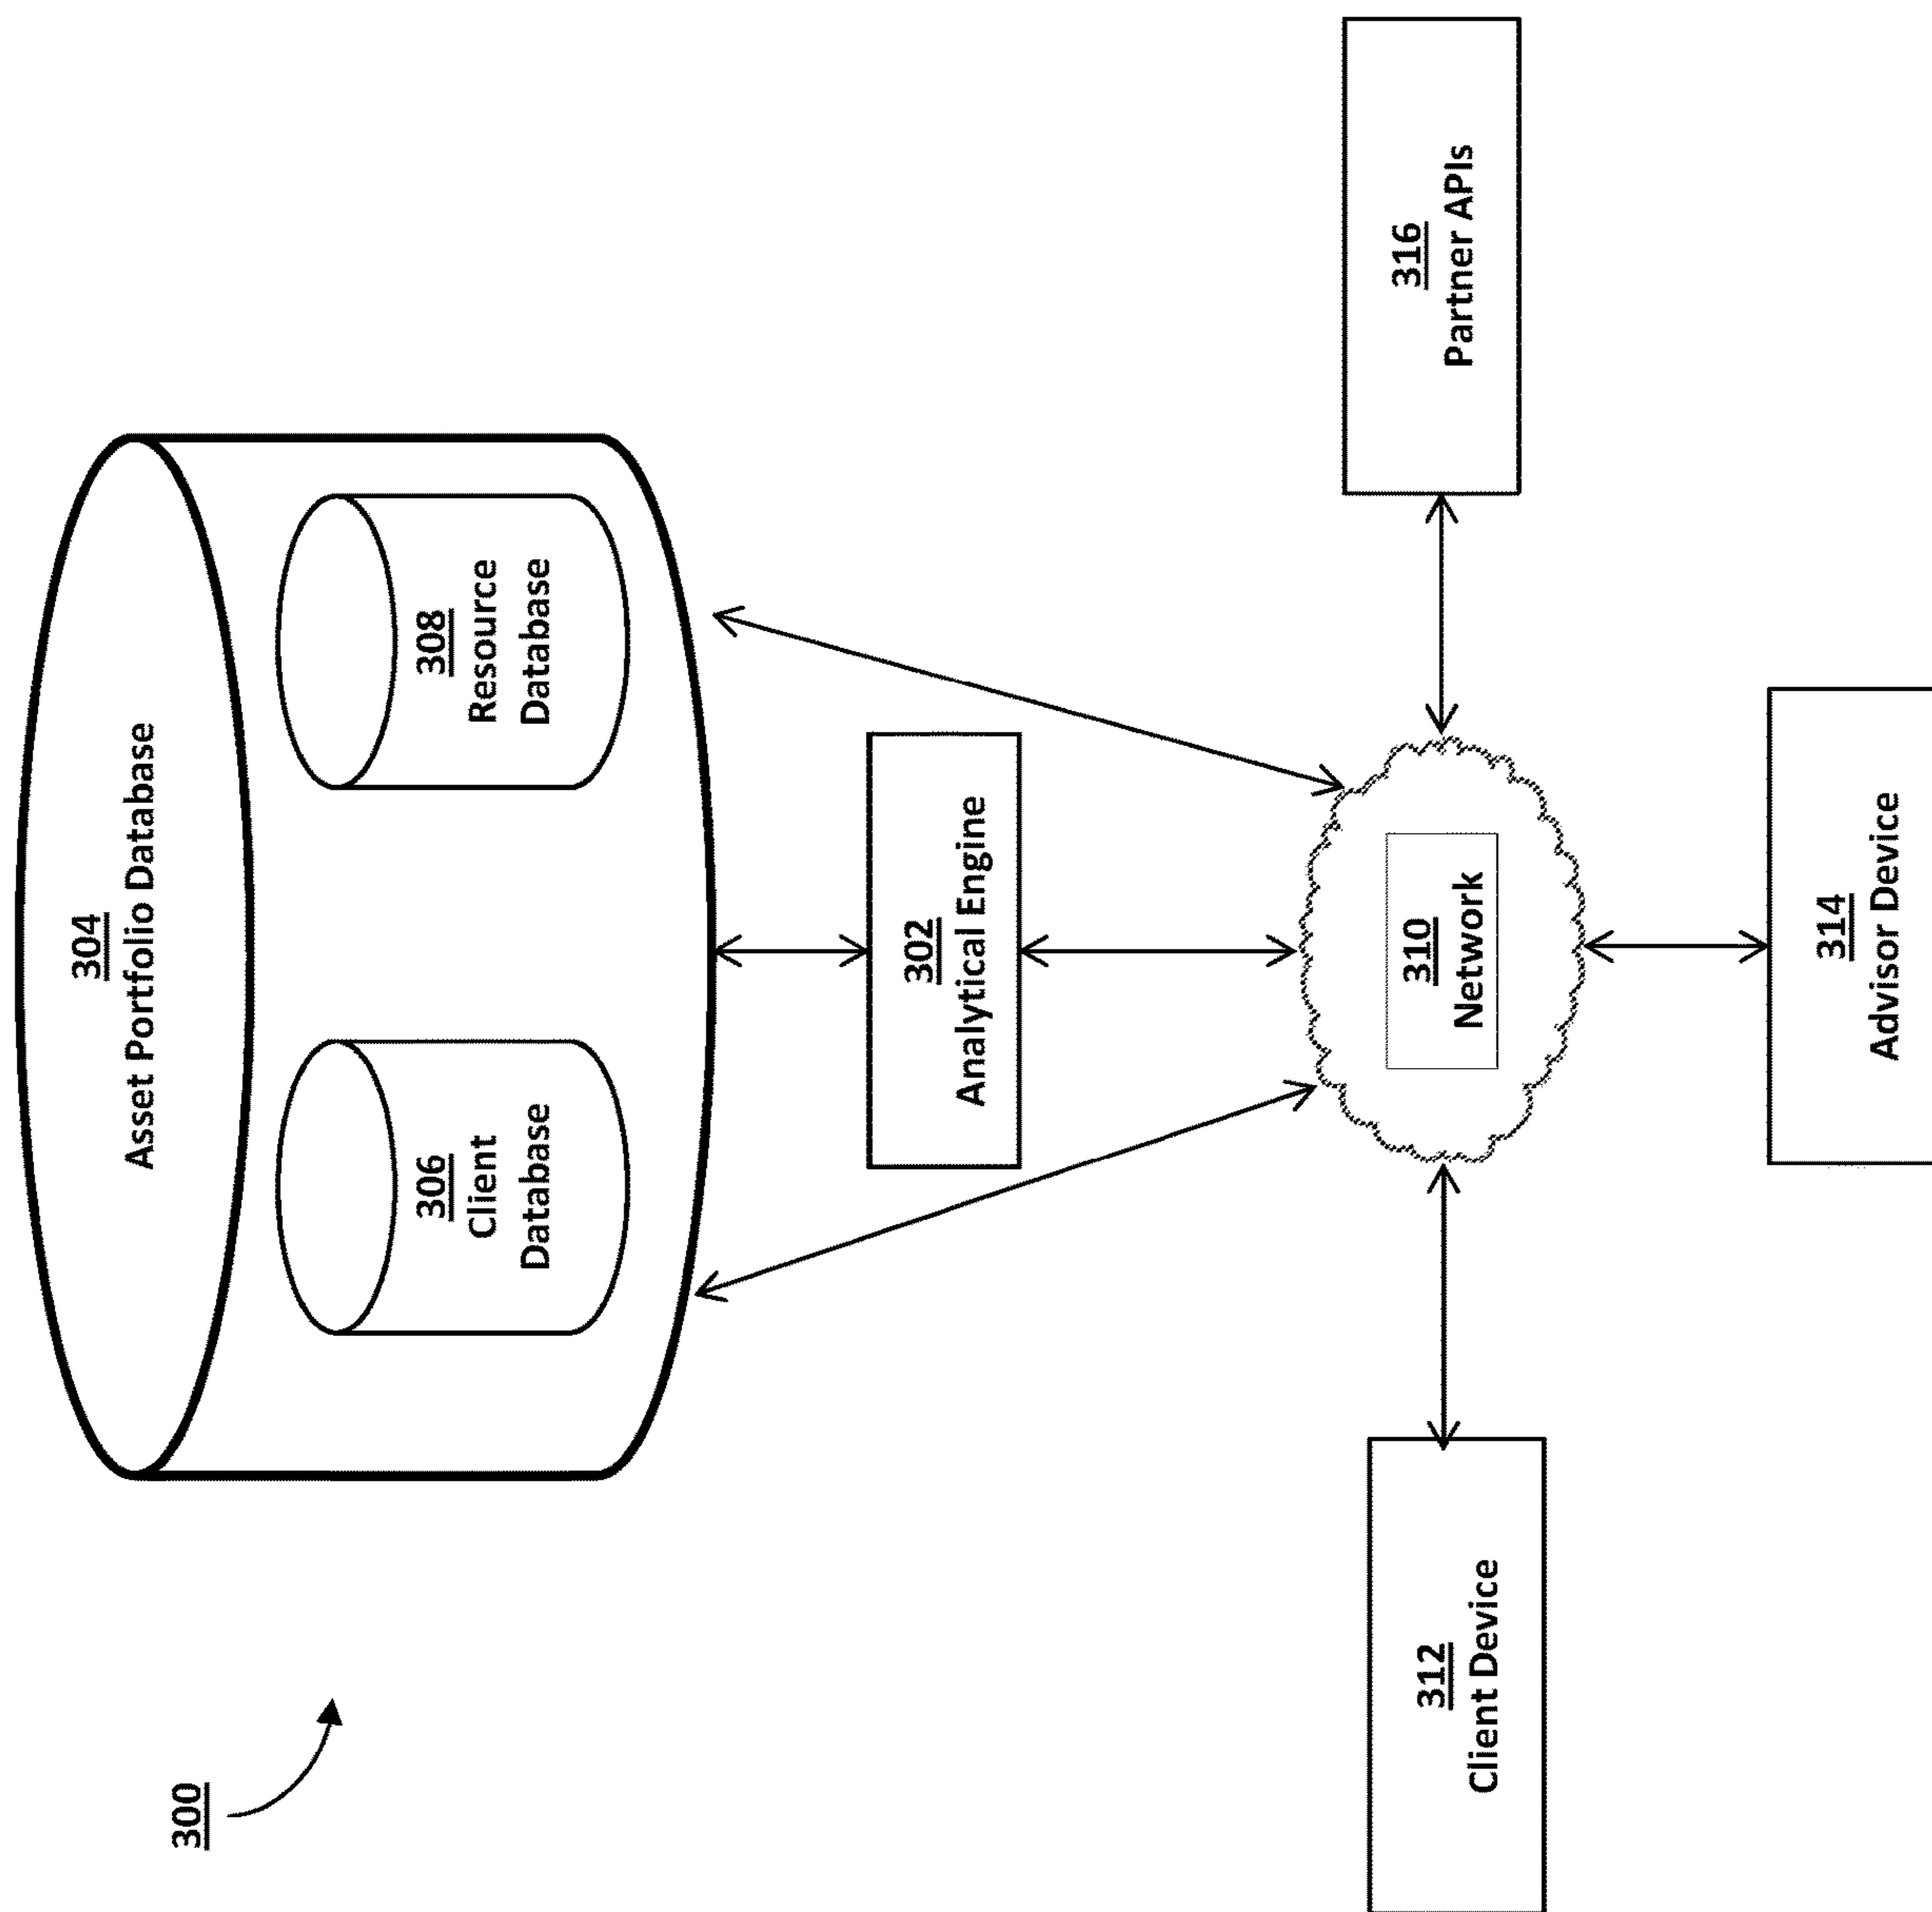 300
304
Asset Portfolio Database
306
Client
Database
308
Resource
Database
302
Analytical Engine
310
Network
312
Client Device
316
Partner APIs
314
Advisor Device